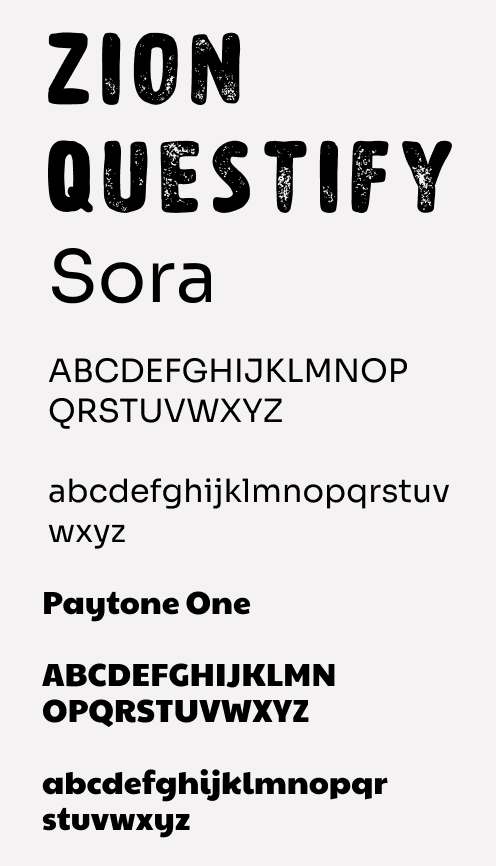 ZION
QUESTIFY
Sora
ABCDEFGHIJKLMNOP
QRSTUVWXYZ
abcdefghijklmnopqrstuv
wxyz
Paytone One
ABCDEFGHIJKLMN
OPQRSTUVWXYZ
abcdefghijklmnopqr
stuvwxyz